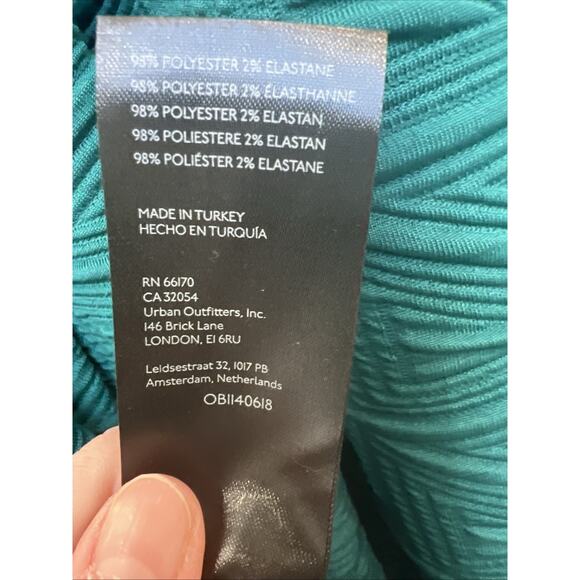 98% POLYESTER 2% ELASTANE
98% POLYESTER 2% ÉLASTHANNE
98% POLYESTER 2% ELASTAN
98% POLIESTERE 2% ELASTAN
98% POLIÉSTER 2% ELASTANE
MADE IN TURKEY
HECHO EN TURQUÍA
RN 66170
CA 32054
Urban Outfitters, Inc.
146 Brick Lane
LONDON, E1 6RU
Leidsestraat 32, 1017 PB
Amsterdam, Netherlands
OB1140618